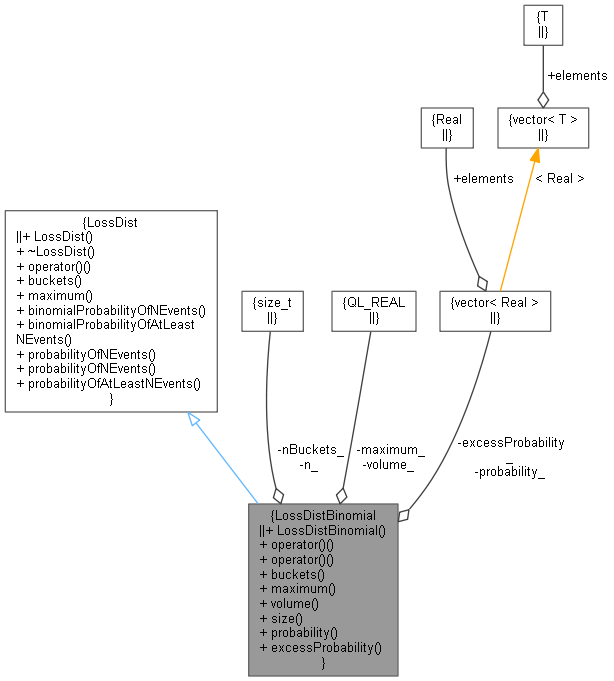 {T
||}
+elements
{Real
||}
{vector< T >
||}
+elements
< Real >
{LossDist
||+ LossDist()
+ ~LossDist()
+ operator()()
+ buckets()
+ maximum()
+ binomialProbabilityOfNEvents()
+ binomialProbabilityOfAtLeast
NEvents()
+ probabilityOfNEvents()
+ probabilityOfNEvents()
+ probabilityOfAtLeastNEvents()
}
{size_t
||}
{QL_REAL
||}
{vector< Real >
||}
-nBuckets_
-n_
-maximum_
-volume_
-excessProbability
_
-probability_
{LossDistBinomial
||+ LossDistBinomial()
+ operator()()
+ operator()()
+ buckets()
+ maximum()
+ volume()
+ size()
+ probability()
+ excessProbability()
}